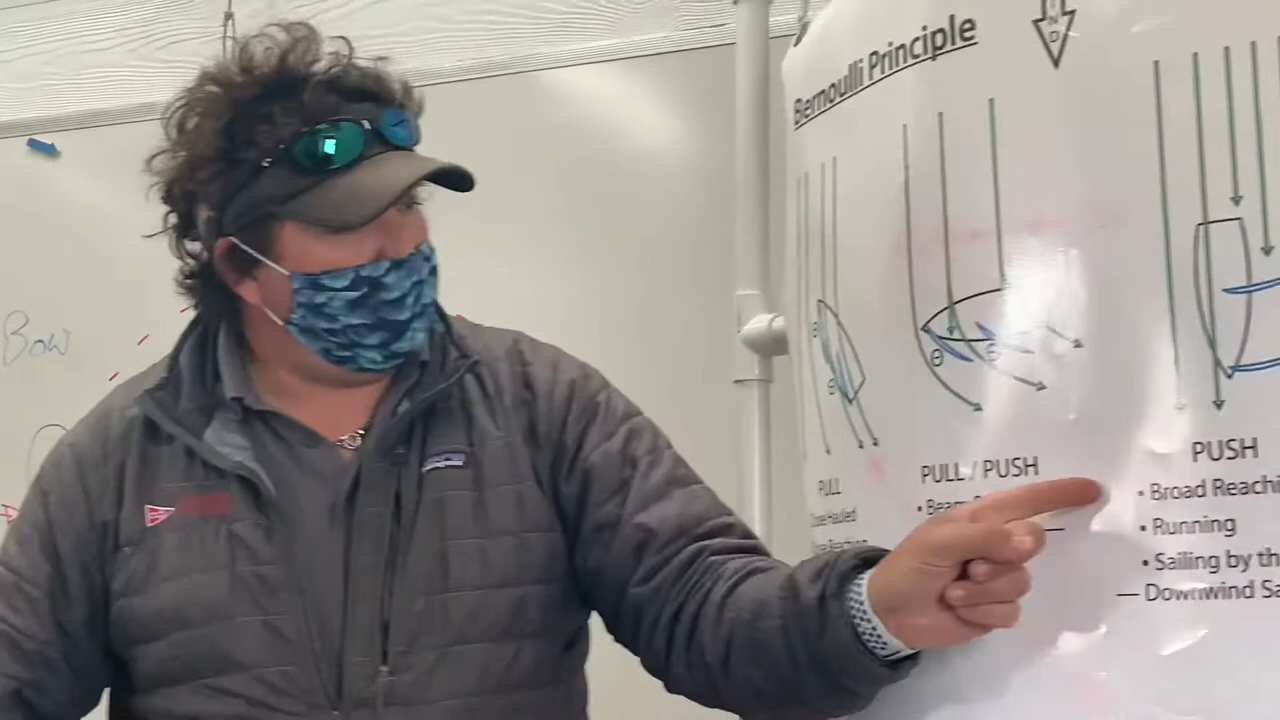 Bernoulli Principle
Bow
PULL
PULL / PUSH
PUSH
• Broad Reachi
• Running
• Sailing by th
— Downwind Sa